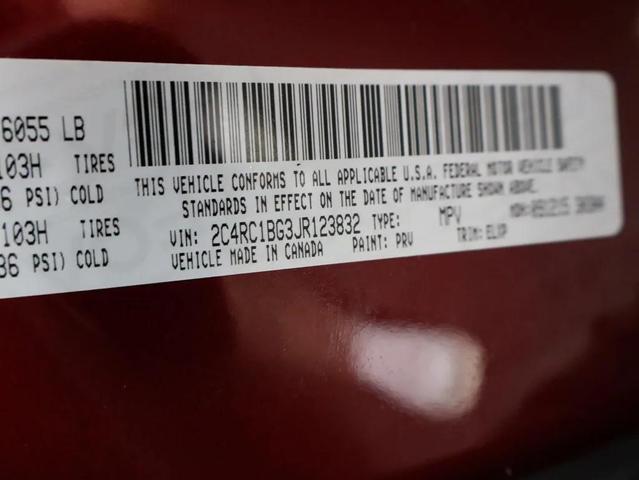 6055 LB
103H TIRES
6 PSI) COLD
103H TIRES
36 PSI) COLD
THIS VEHICLE CONFORMS TO ALL APPLICABLE U.S.A. FEDERAL MOTOR VEHICLE SAFETY
STANDARDS IN EFFECT ON THE DATE OF MANUFACTURE SHOWN ABOVE.
VIN: 2C4RC1BG3JR123832 TYPE: MPV MDH:
VEHICLE MADE IN CANADA PAINT: PRV TRIM: